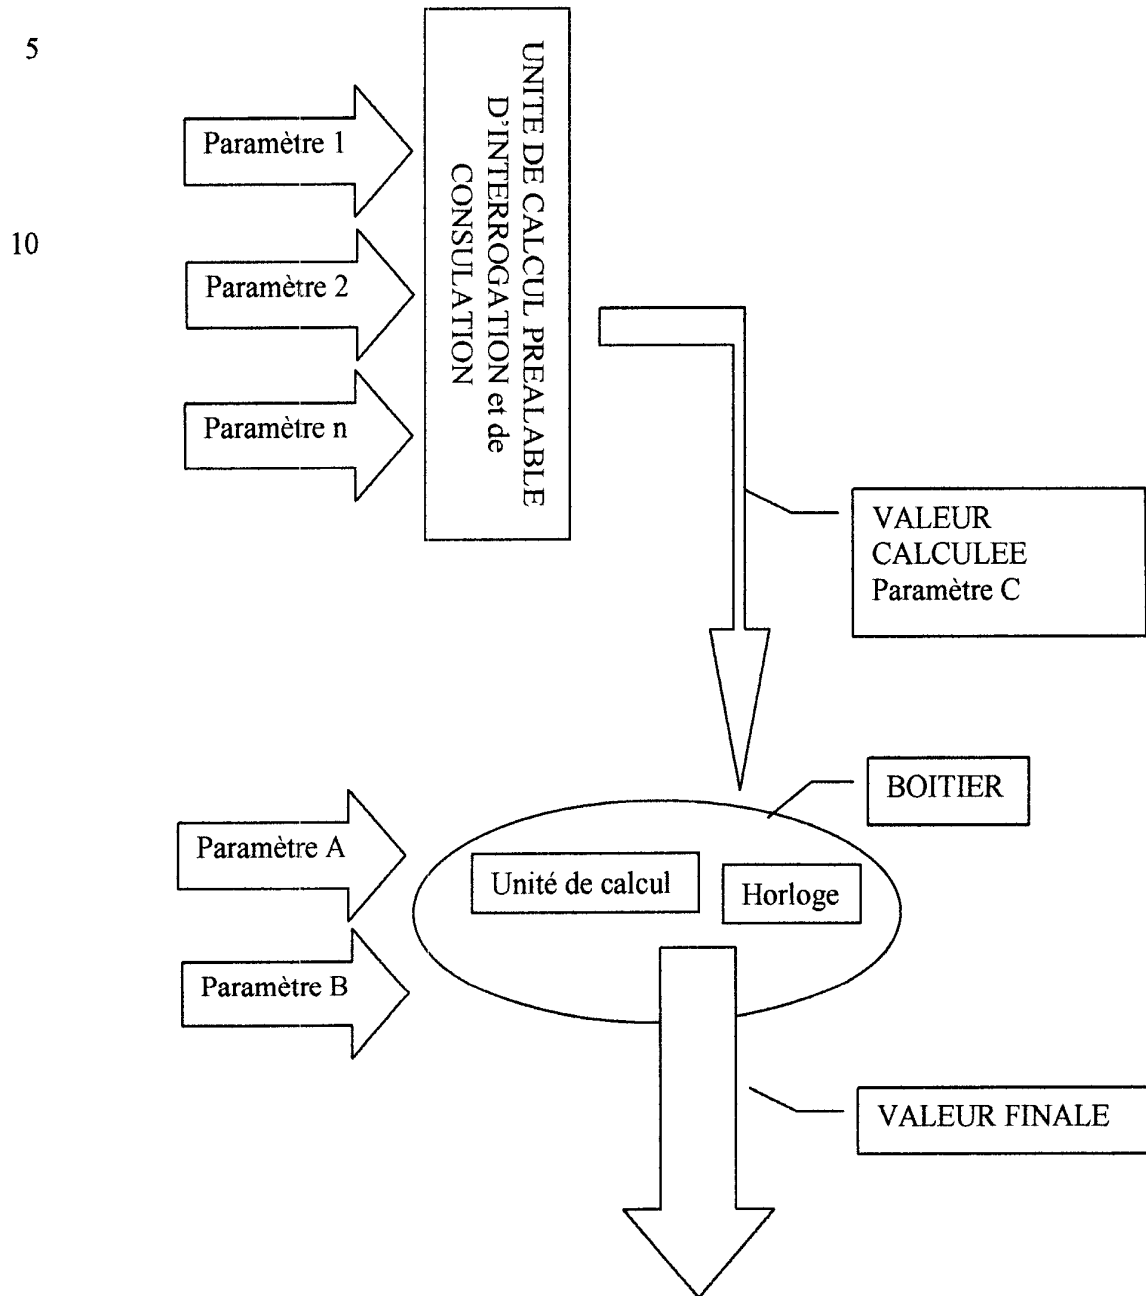 5
UNITE DE CALCUL PREALABLE
D'INTERROGATION et de
CONSULATION
Paramètre 1
10
Paramètre 2
Paramètre n
VALEUR
CALCULEE
Paramètre C
BOITIER
Paramètre A
Unité de calcul
Horloge
Paramètre B
VALEUR FINALE